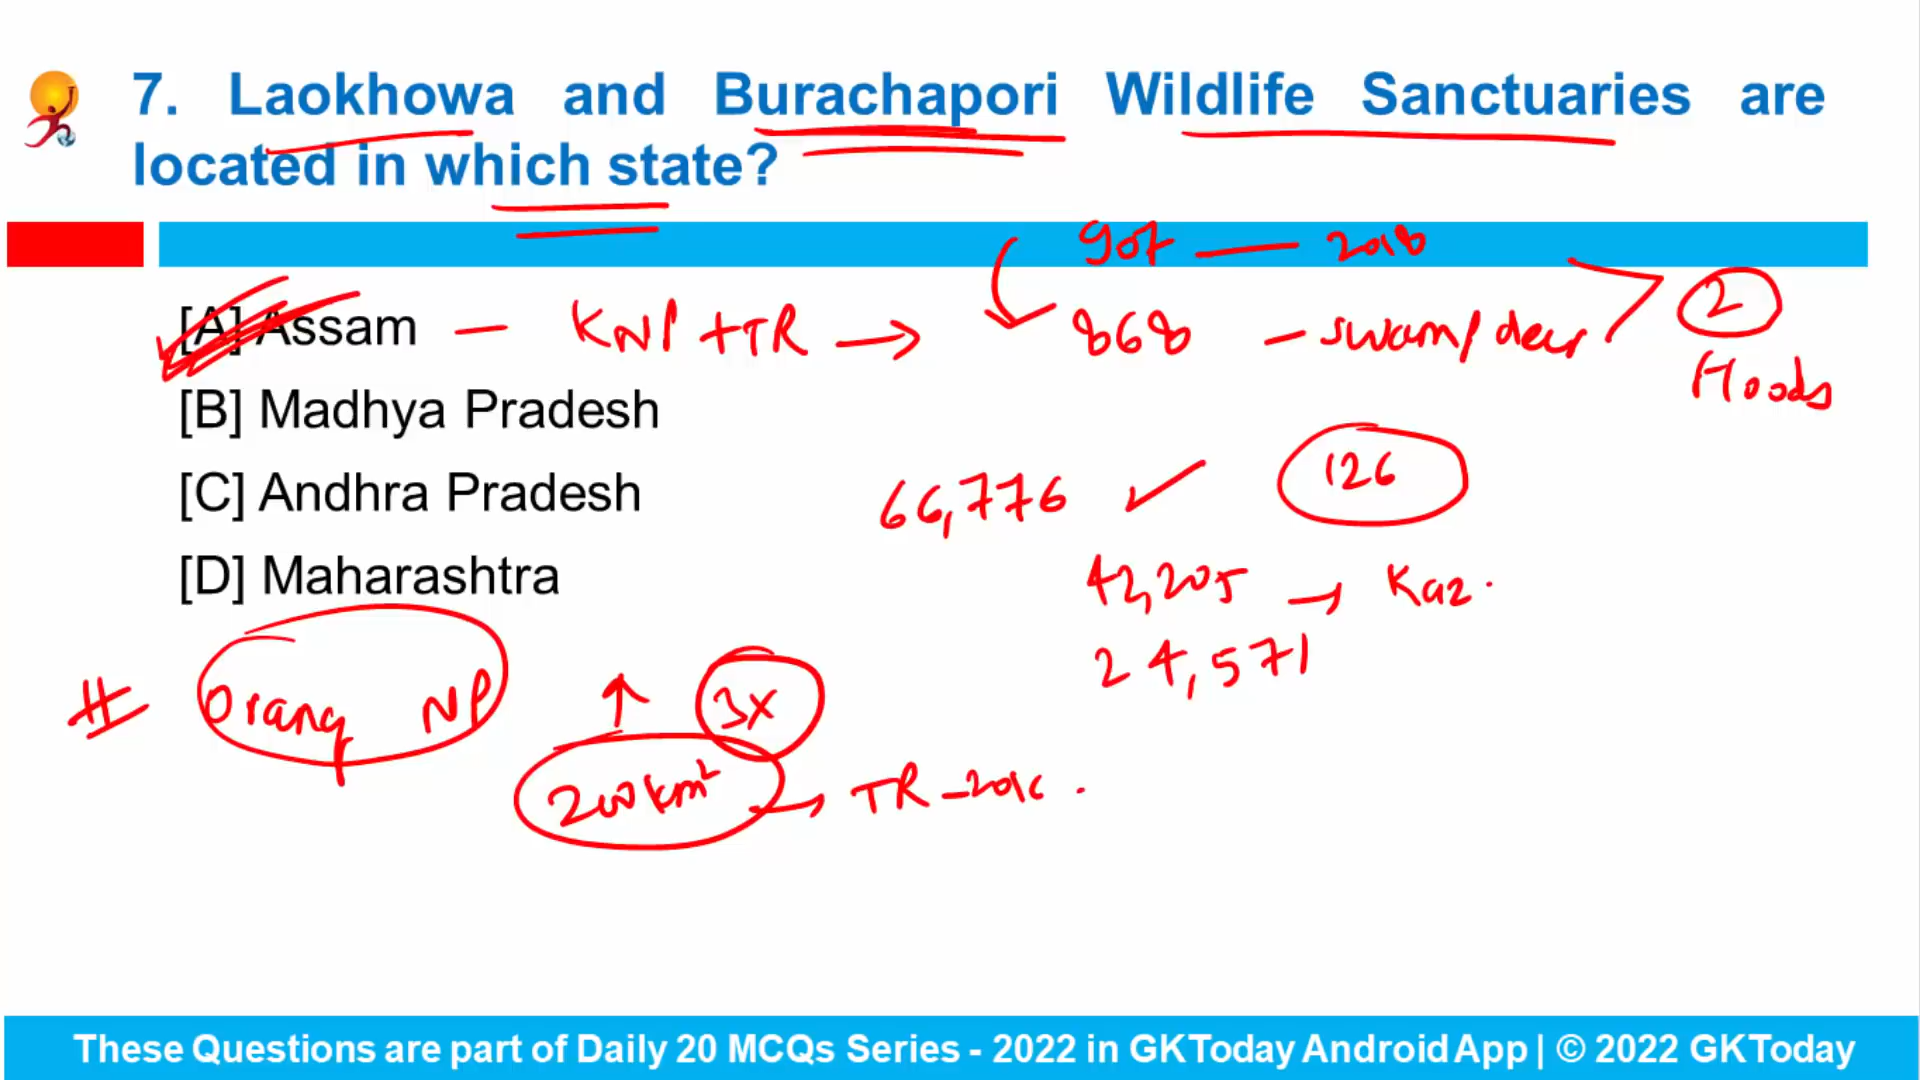 7. Laokhowa and Burachapori Wildlife Sanctuaries are
located in which state?
907 — 2018
[A] Assam — KNP + TR → 868 - swamp deer 2
floods
[B] Madhya Pradesh
126
[C] Andhra Pradesh 66,776 ✓
[D] Maharashtra 42,205 → Kaz.
24,571
# Orang NP ↑ 3x
200 km² → TR - 2016.
These Questions are part of Daily 20 MCQs Series - 2022 in GKToday Android App | © 2022 GKToday